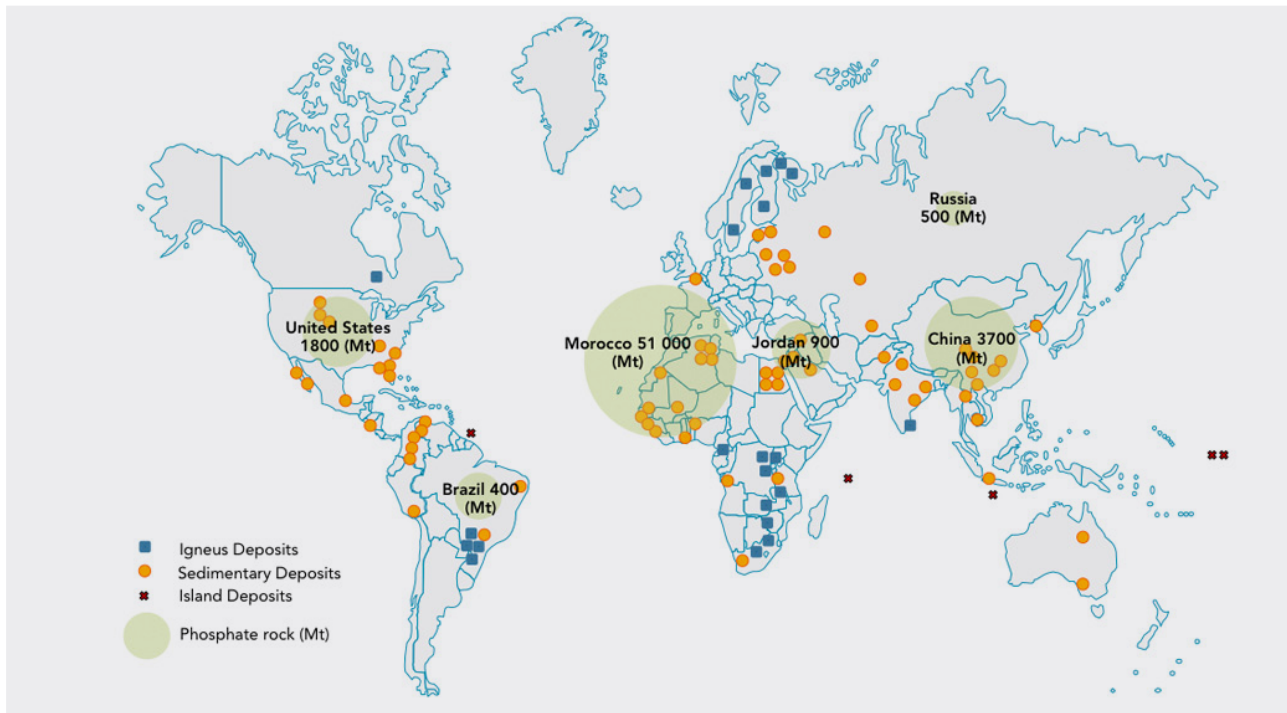 Russia
500 (Mt)
United States
1800 (Mt)
Morocco 51 000
(Mt)
Jordan 900
(Mt)
China 3700
(Mt)
Brazil 400
(Mt)
Igneus Deposits
Sedimentary Deposits
Island Deposits
Phosphate rock (Mt)